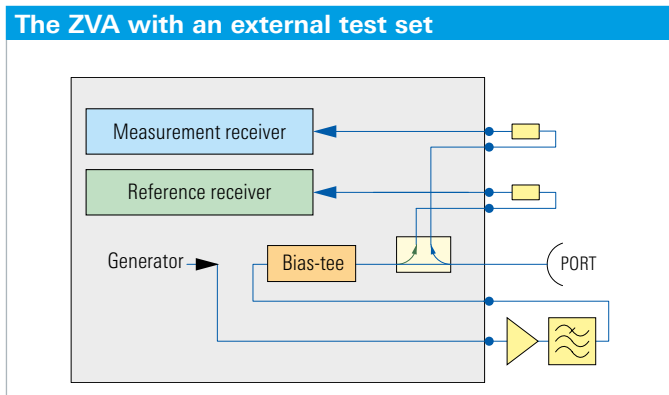 The ZVA with an external test set
Measurement receiver
Reference receiver
Generator
Bias-tee
PORT